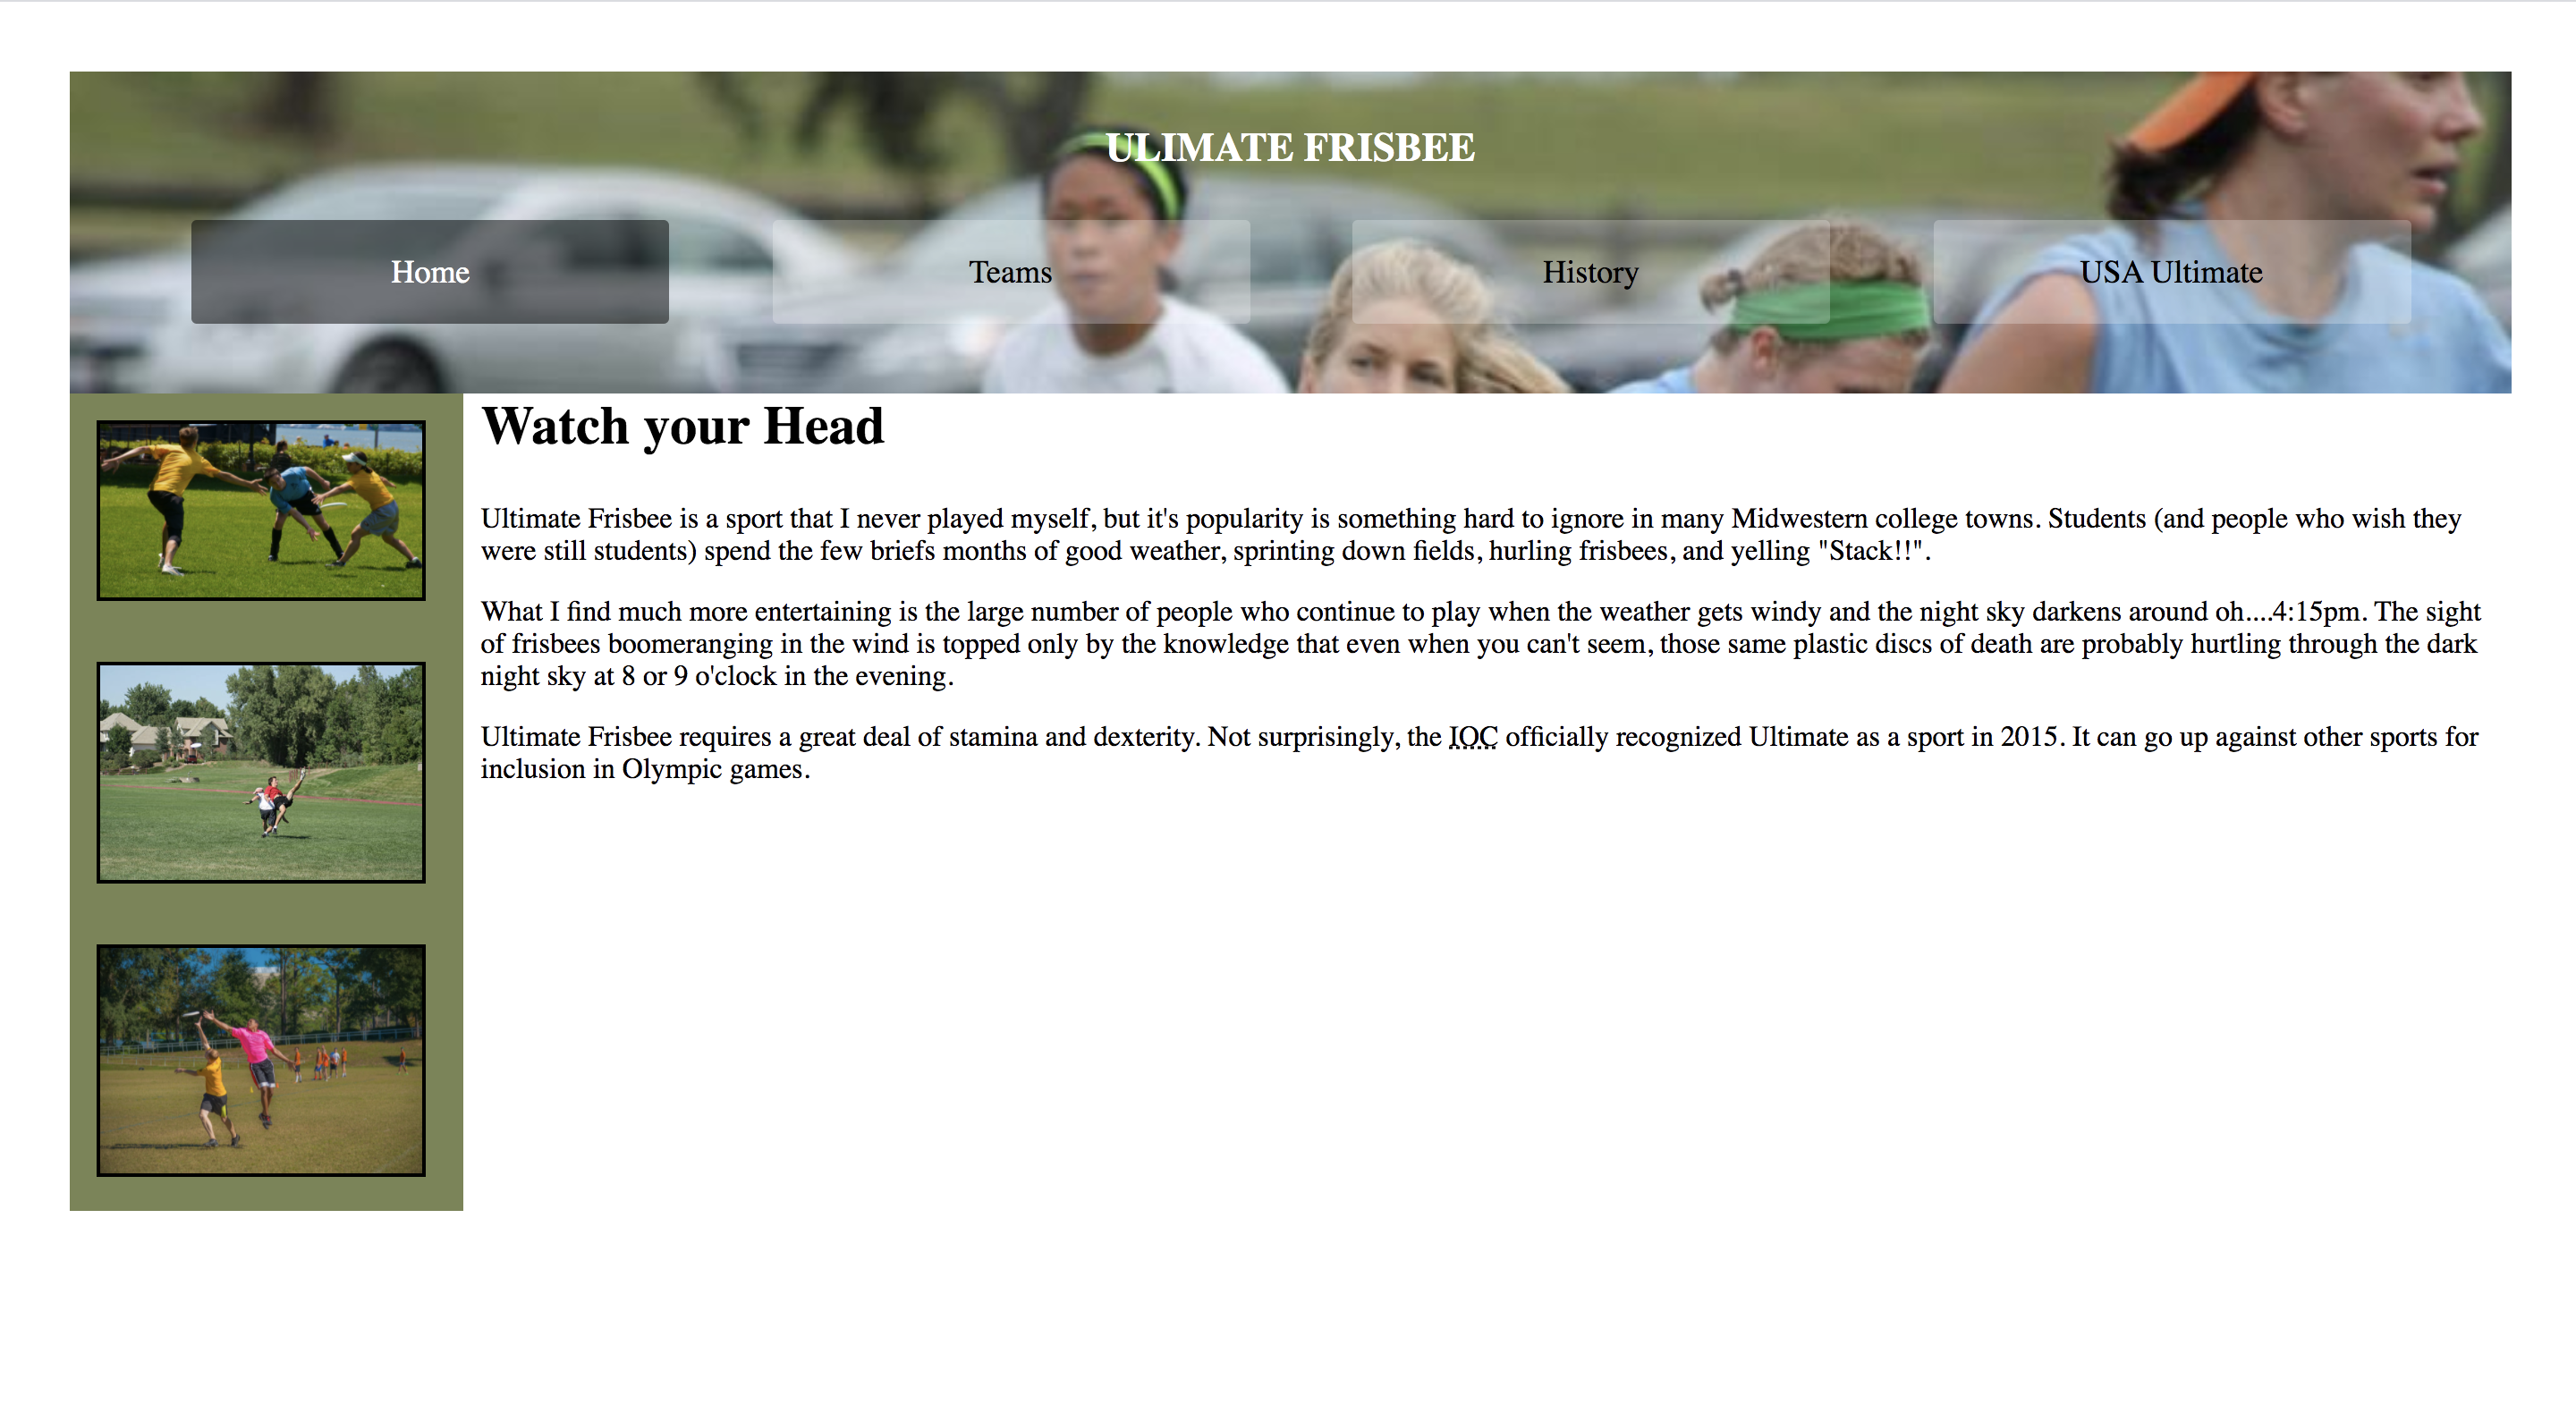 ULIMATE FRISBEE
Home
Teams
History
USA Ultimate
Watch your Head
Ultimate Frisbee is a sport that I never played myself, but it's popularity is something hard to ignore in many Midwestern college towns. Students (and people who wish they
were still students) spend the few briefs months of good weather, sprinting down fields, hurling frisbees, and yelling "Stack!!".
What I find much more entertaining is the large number of people who continue to play when the weather gets windy and the night sky darkens around oh....4:15pm. The sight
of frisbees boomeranging in the wind is topped only by the knowledge that even when you can't seem, those same plastic discs of death are probably hurtling through the dark
night sky at 8 or 9 o'clock in the evening.
Ultimate Frisbee requires a great deal of stamina and dexterity. Not surprisingly, the IOC officially recognized Ultimate as a sport in 2015. It can go up against other sports for
inclusion in Olympic games.